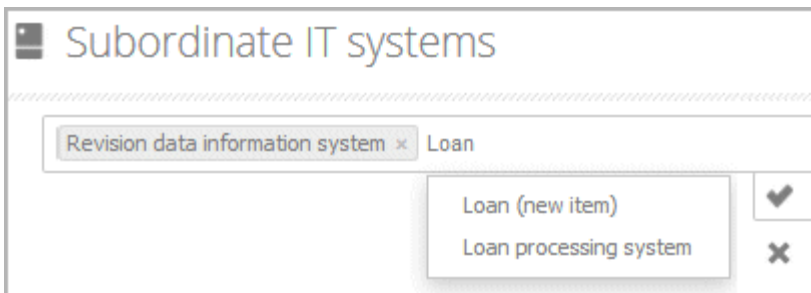 Subordinate IT systems
Revision data information system × Loan
Loan (new item)
Loan processing system